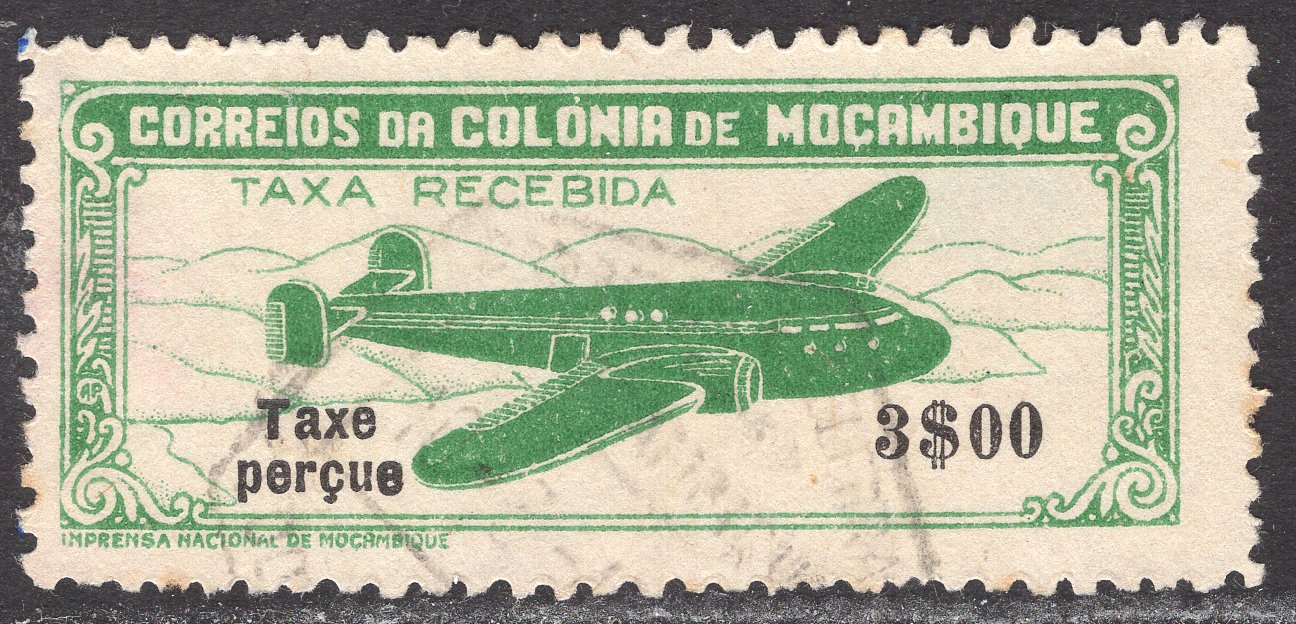 CORREIOS DA COLÓNIA DE MOÇAMBIQUE
TAXA RECEBIDA
Taxe
perçue
3$00
IMPRENSA NACIONAL DE MOÇAMBIQUE